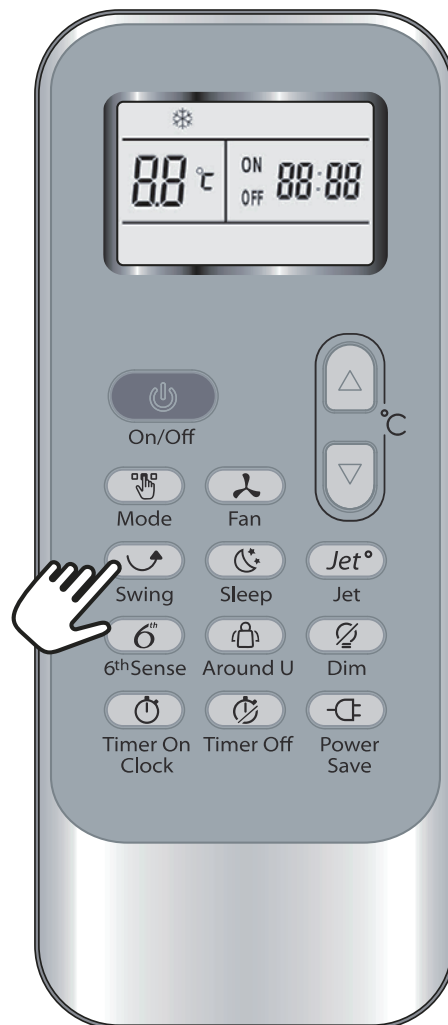 88 °C ON 88:88
OFF
On/Off
°C
Mode Fan
Jet°
Swing Sleep Jet
6th
6thSense Around U Dim
Timer On Timer Off Power
Clock Save